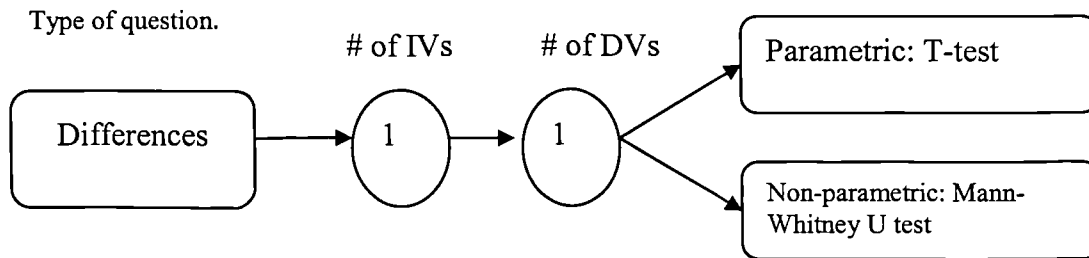 Type of question.
# of IVs
# of DVs
Differences
1
1
Parametric: T-test
Non-parametric: Mann-
Whitney U test